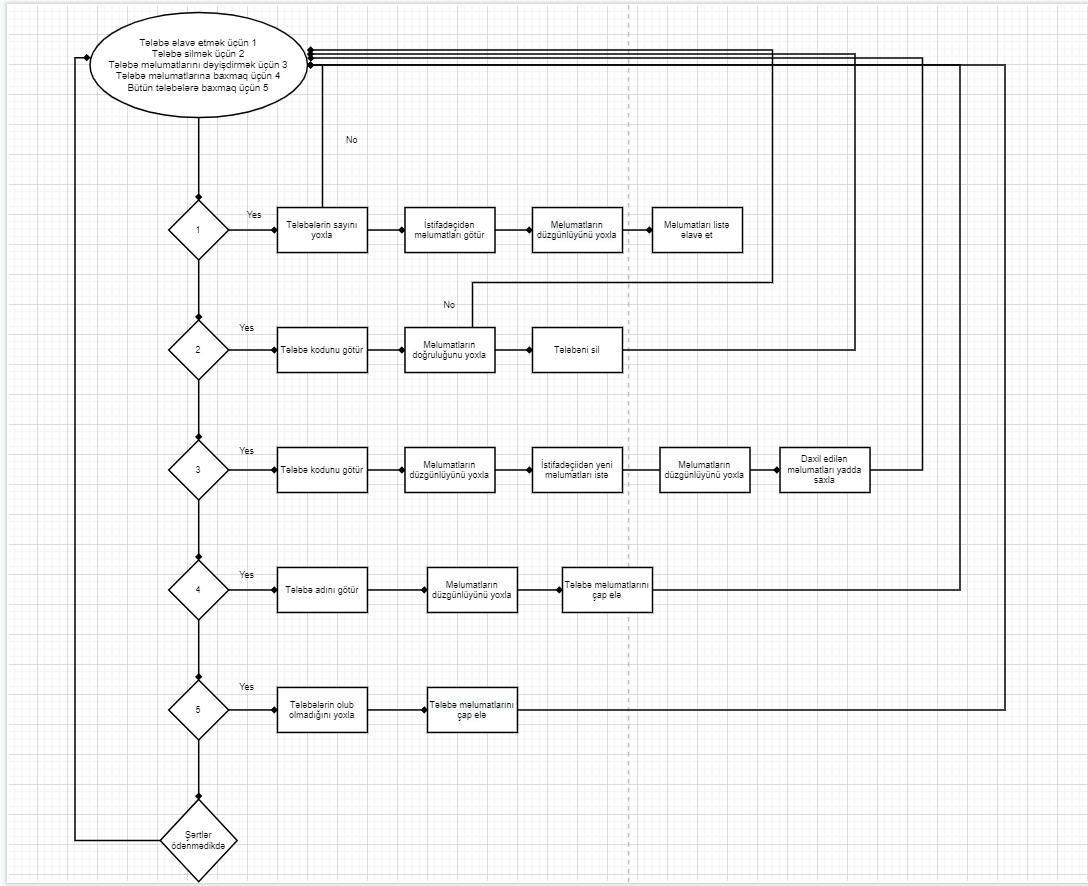 Tələbə əlavə etmək üçün 1
Tələbə silmək üçün 2
Tələbə məlumatlarını dəyişdirmək üçün 3
Tələbə məlumatlarına baxmaq üçün 4
Bütün tələbələrə baxmaq üçün 5
No
1
Yes
Tələbələrin sayını
yoxla
İstifadəçidən
məlumatları götür
Melumatların
düzgünlüyünü yoxla
Məlumatları listə
əlavə et
No
2
Yes
Tələbə kodunu götür
Məlumatların
doğruluğunu yoxla
Tələbəni sil
3
Yes
Tələbə kodunu götür
Məlumatların
düzgünlüyünü yoxla
İstifadəçiidən yeni
məlumatları istə
Məlumatların
düzgünlüyünü yoxla
Daxil edilən
məlumatları yadda
saxla
4
Yes
Tələbə adını götür
Məlumatların
düzgünlüyünü yoxla
Tələbə məlumatlarını
çap elə
5
Yes
Tələbələrin olub
olmadığını yoxla
Tələbə məlumatlarını
çap elə
Şərtlər
ödənmədikdə